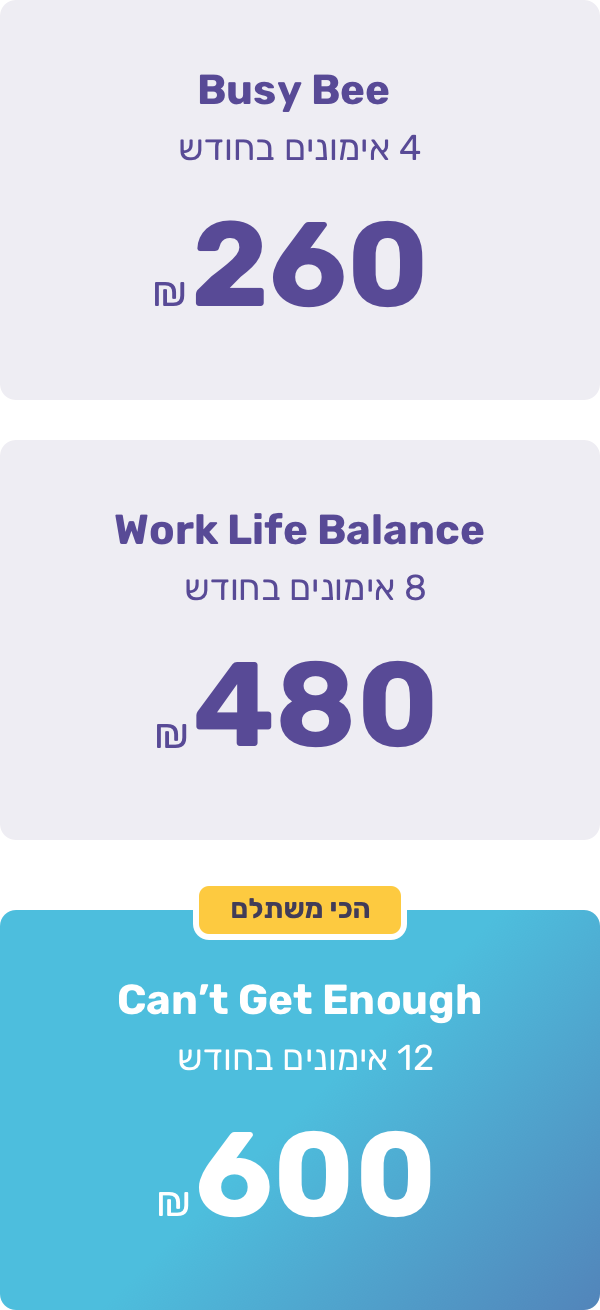 Busy Bee
4 אימונים בחודש
260 ₪
Work Life Balance
8 אימונים בחודש
480 ₪
הכי משתלם
Can’t Get Enough
12 אימונים בחודש
600 ₪